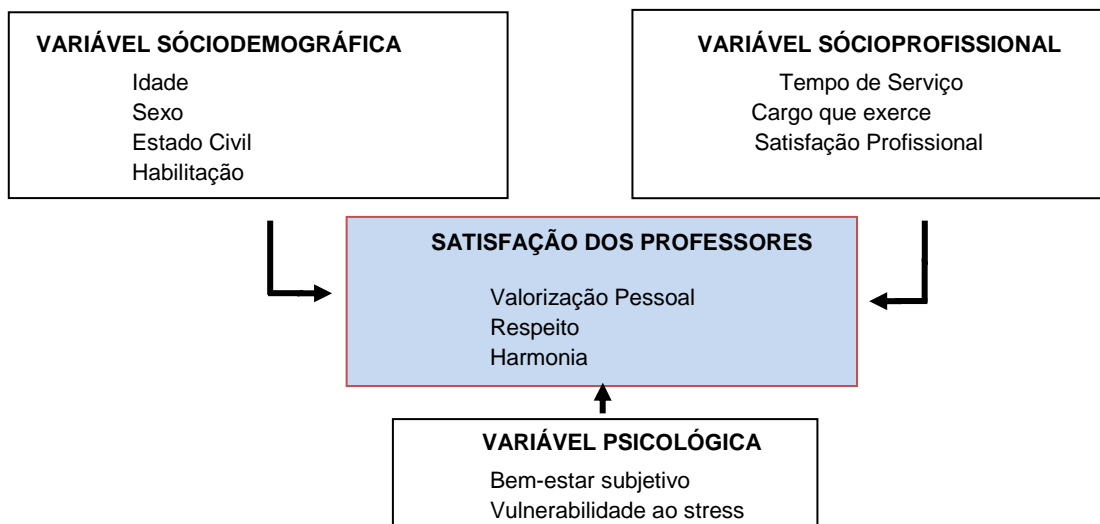 VARIÁVEL SÓCIODEMOGRÁFICA
Idade
Sexo
Estado Civil
Habilitação
VARIÁVEL SÓCIOPROFISSIONAL
Tempo de Serviço
Cargo que exerce
Satisfação Profissional
SATISFAÇÃO DOS PROFESSORES
Valorização Pessoal
Respeito
Harmonia
VARIÁVEL PSICOLÓGICA
Bem-estar subjetivo
Vulnerabilidade ao stress